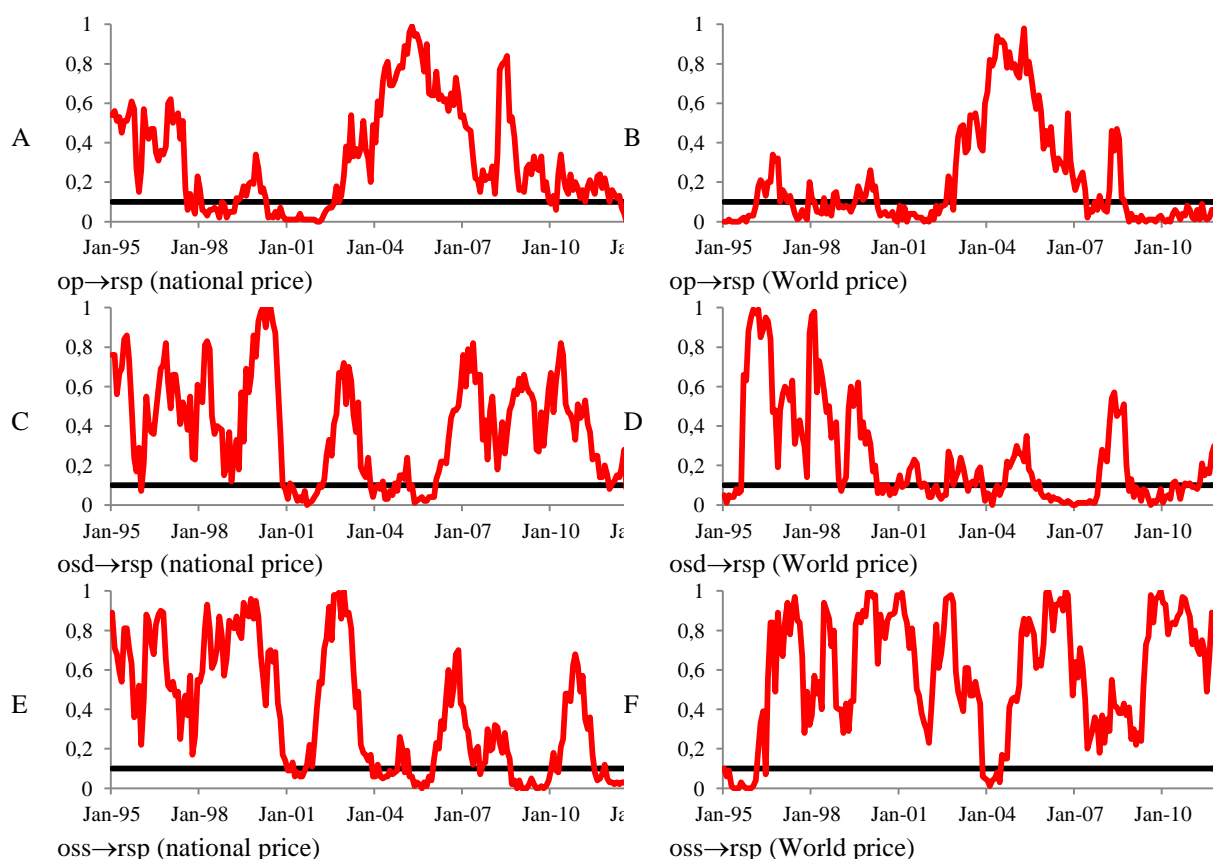 A
1
0,8
0,6
0,4
0,2
0
Jan-95 Jan-98 Jan-01 Jan-04 Jan-07 Jan-10 Ja
op→rsp (national price)
B
1
0,8
0,6
0,4
0,2
0
Jan-95 Jan-98 Jan-01 Jan-04 Jan-07 Jan-10
op→rsp (World price)
C
1
0,8
0,6
0,4
0,2
0
Jan-95 Jan-98 Jan-01 Jan-04 Jan-07 Jan-10 Ja
osd→rsp (national price)
D
1
0,8
0,6
0,4
0,2
0
Jan-95 Jan-98 Jan-01 Jan-04 Jan-07 Jan-10
osd→rsp (World price)
E
1
0,8
0,6
0,4
0,2
0
Jan-95 Jan-98 Jan-01 Jan-04 Jan-07 Jan-10 Ja
oss→rsp (national price)
F
1
0,8
0,6
0,4
0,2
0
Jan-95 Jan-98 Jan-01 Jan-04 Jan-07 Jan-10
oss→rsp (World price)